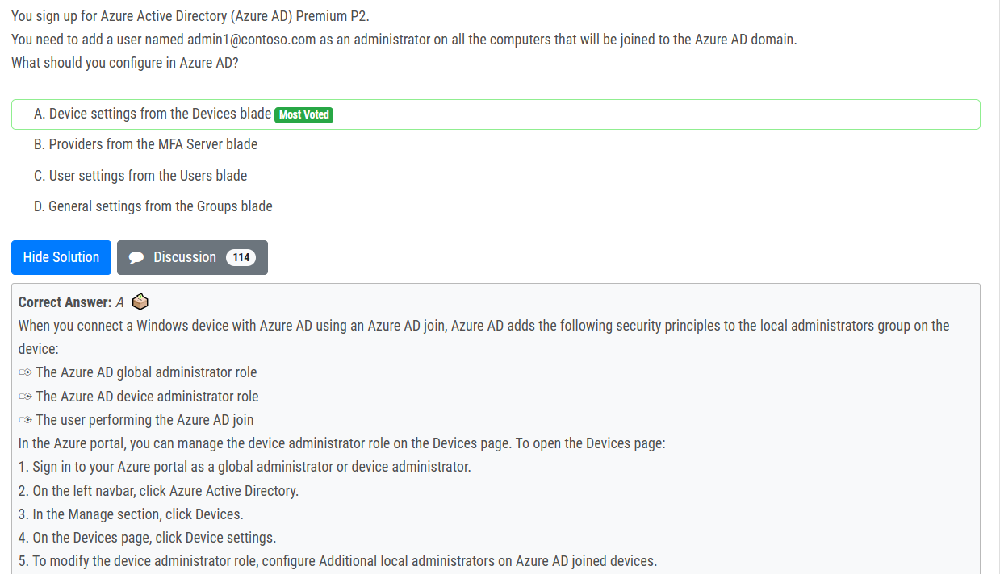 You sign up for Azure Active Directory (Azure AD) Premium P2.
You need to add a user named admin1@contoso.com as an administrator on all the computers that will be joined to the Azure AD domain.
What should you configure in Azure AD?
A. Device settings from the Devices blade Most Voted
B. Providers from the MFA Server blade
C. User settings from the Users blade
D. General settings from the Groups blade
Hide Solution Discussion 114
Correct Answer: A
When you connect a Windows device with Azure AD using an Azure AD join, Azure AD adds the following security principles to the local administrators group on the
device:
The Azure AD global administrator role
The Azure AD device administrator role
The user performing the Azure AD join
In the Azure portal, you can manage the device administrator role on the Devices page. To open the Devices page:
1. Sign in to your Azure portal as a global administrator or device administrator.
2. On the left navbar, click Azure Active Directory.
3. In the Manage section, click Devices.
4. On the Devices page, click Device settings.
5. To modify the device administrator role, configure Additional local administrators on Azure AD joined devices.